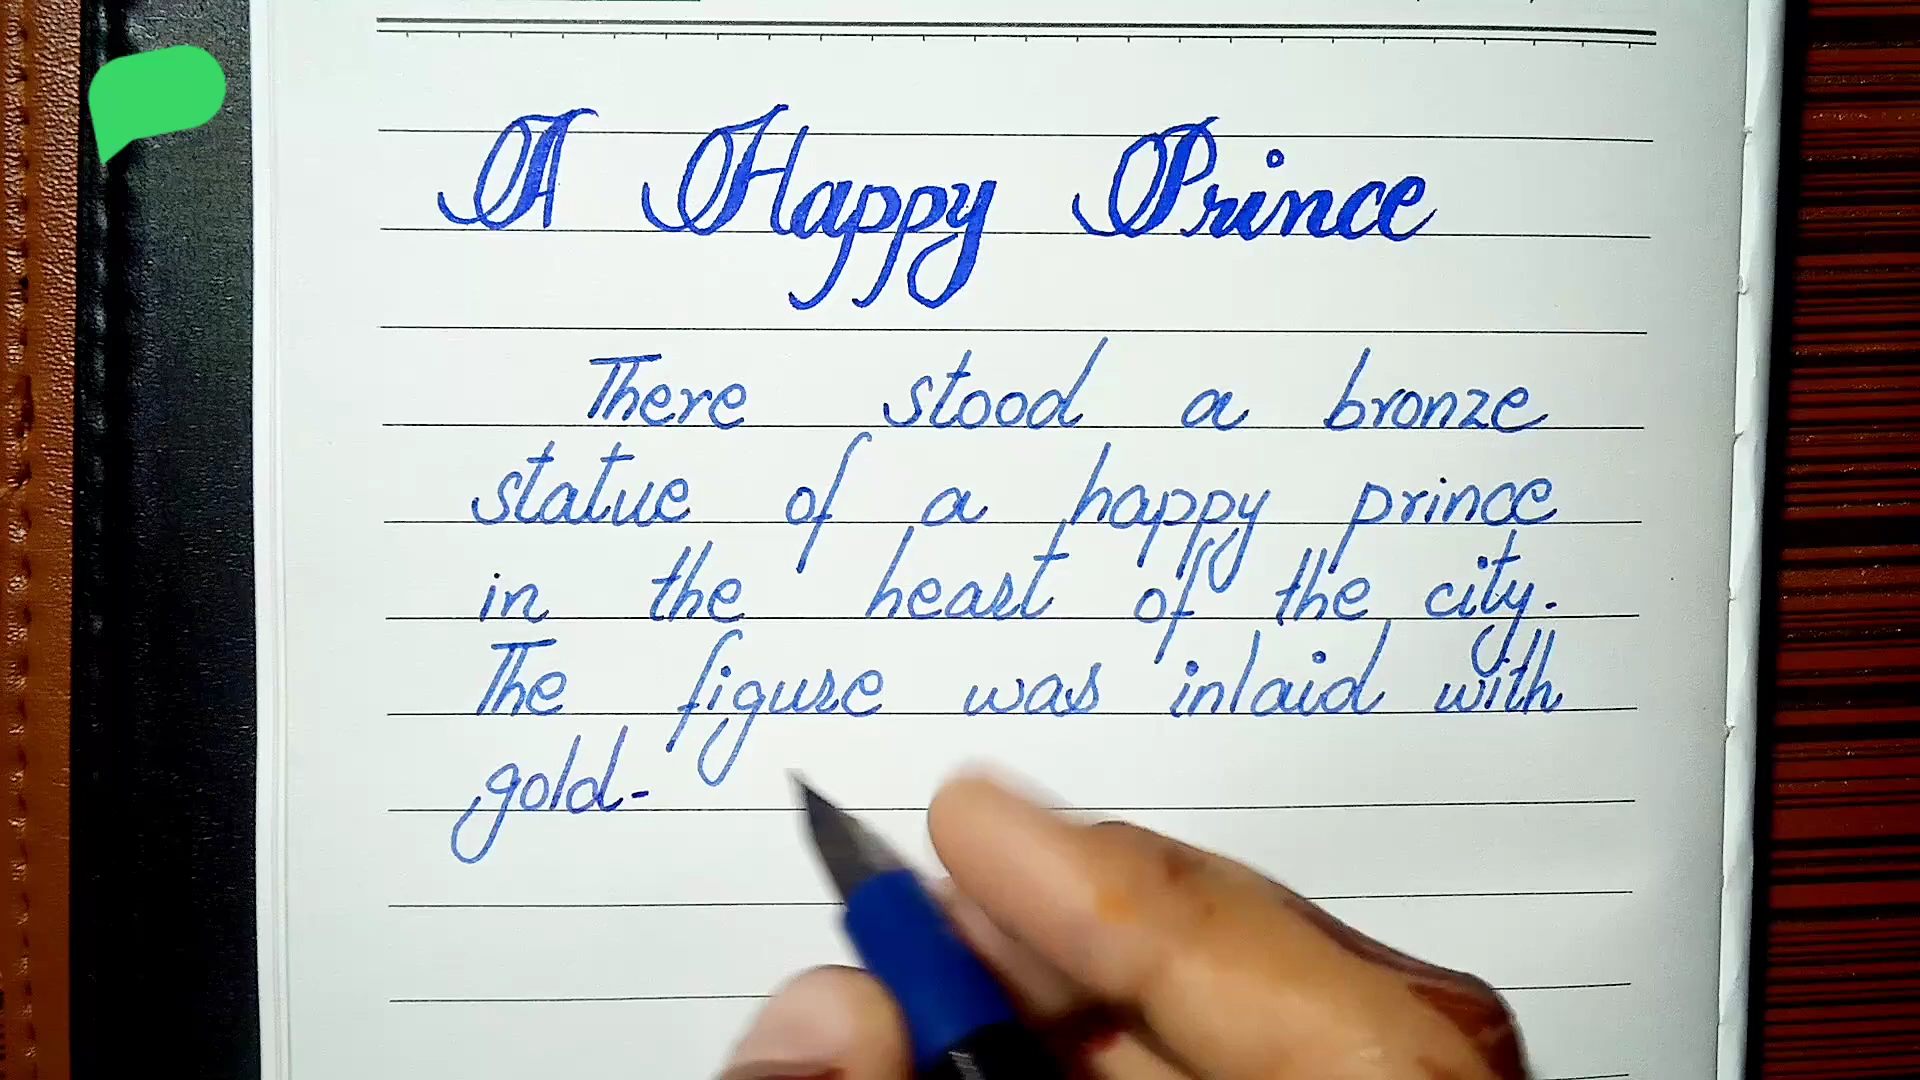 A Happy Prince
There stood a bronze
statue of a happy prince
in the heart of the city.
The figure was inlaid with
gold-